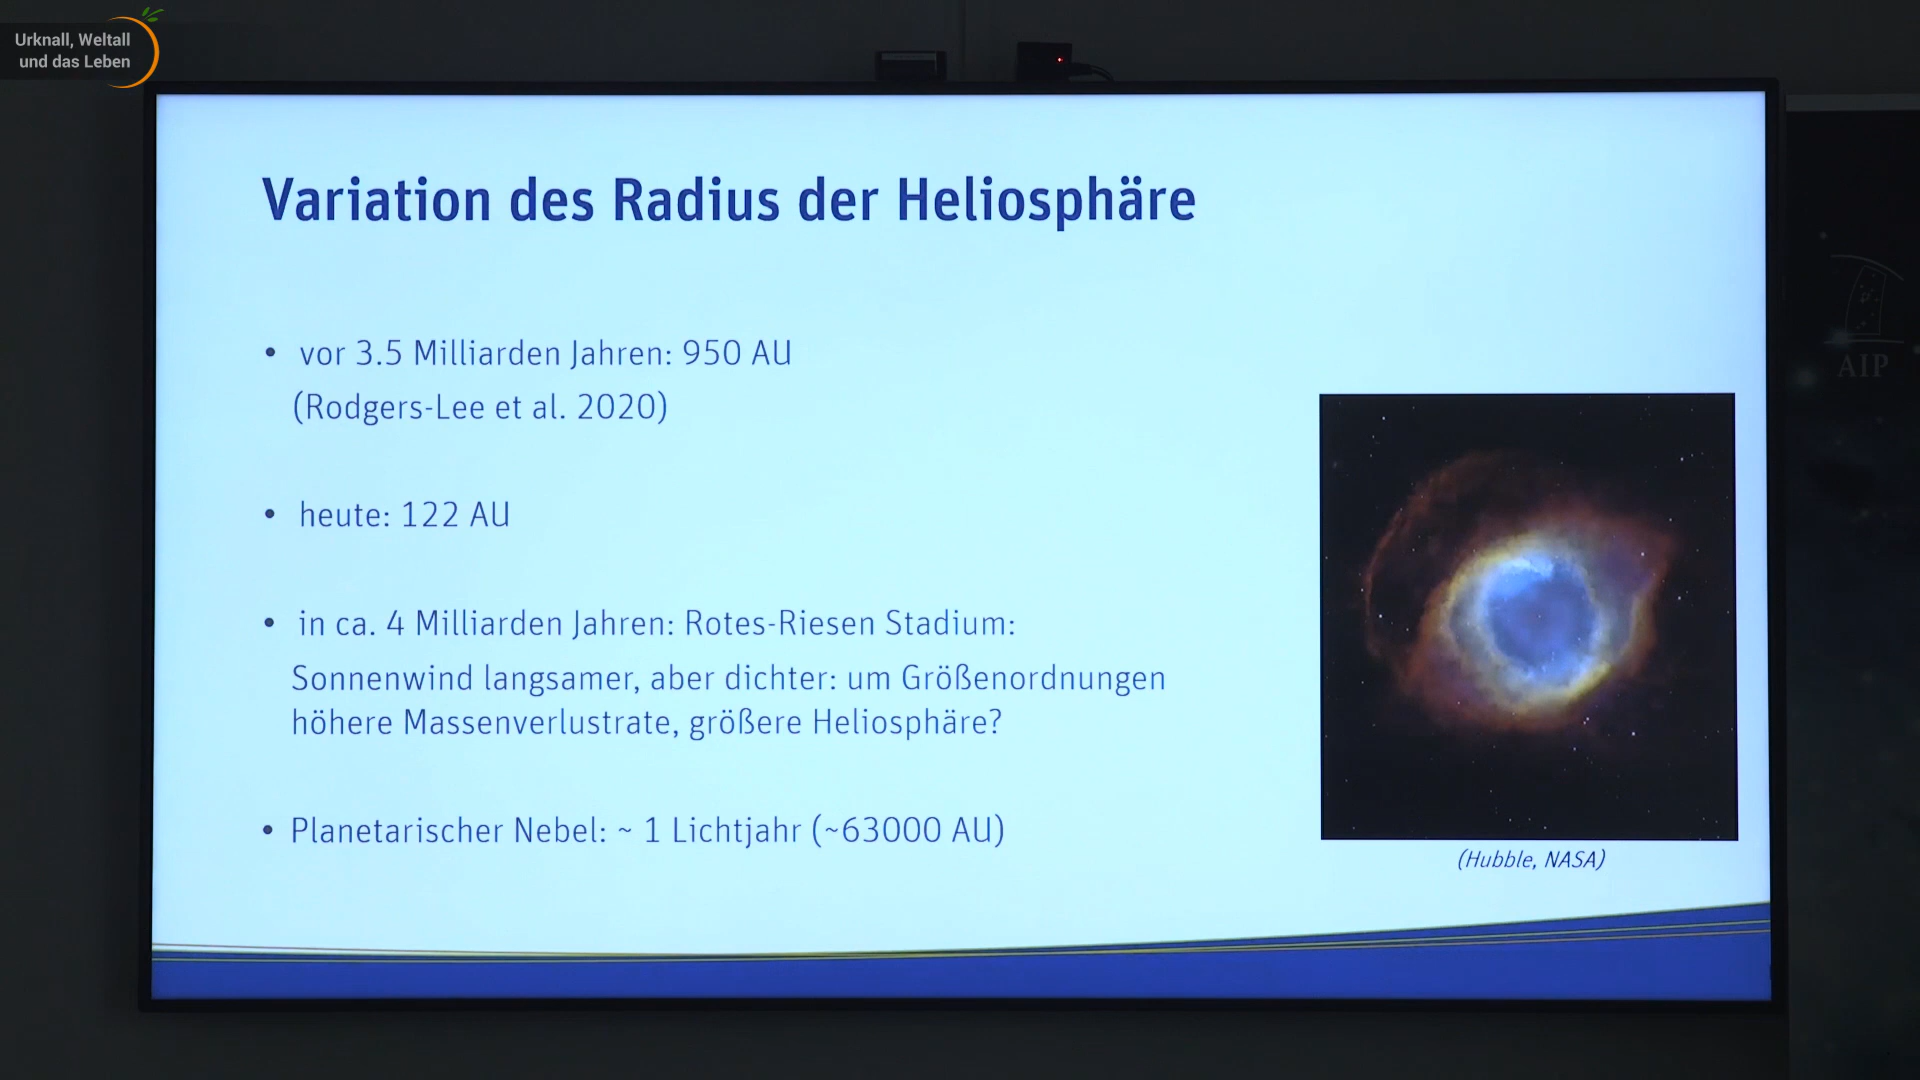 Urknall, Weltall
und das Leben
Variation des Radius der Heliosphäre
• vor 3.5 Milliarden Jahren: 950 AU
(Rodgers-Lee et al. 2020)
• heute: 122 AU
• in ca. 4 Milliarden Jahren: Rotes-Riesen Stadium:
Sonnenwind langsamer, aber dichter: um Größenordnungen
höhere Massenverlustrate, größere Heliosphäre?
• Planetarischer Nebel: ~ 1 Lichtjahr (~63000 AU)
(Hubble, NASA)
AIP